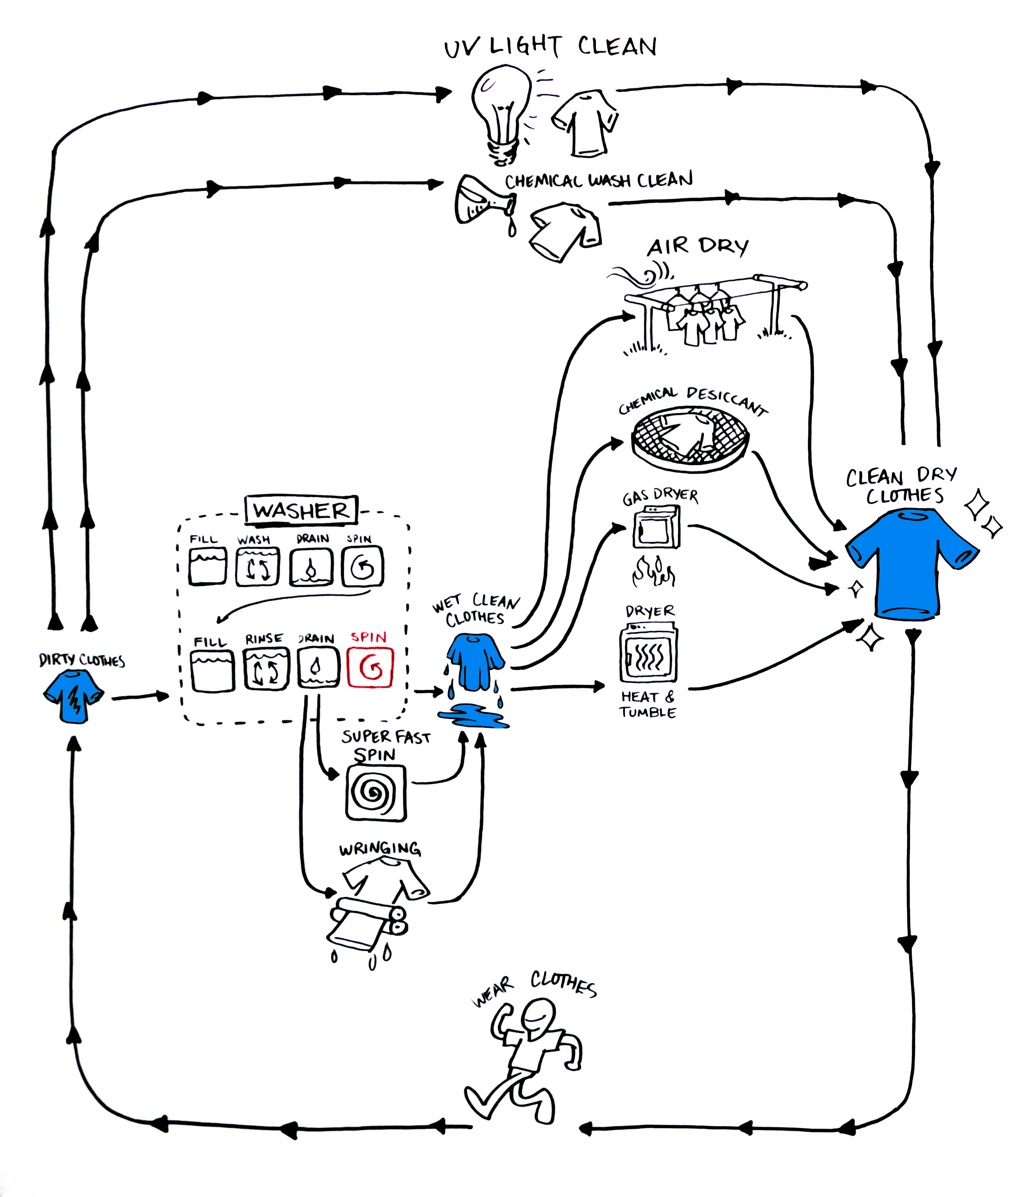 UV LIGHT CLEAN
CHEMICAL WASH CLEAN
AIR DRY
CHEMICAL DESICCANT
GAS DRYER
CLEAN DRY
CLOTHES
WASHER
FILL WASH DRAIN SPIN
FILL RINSE DRAIN SPIN
WET CLEAN
CLOTHES
DRYER
HEAT &
TUMBLE
DIRTY CLOTHES
SUPER FAST
SPIN
WRINGING
WEAR CLOTHES